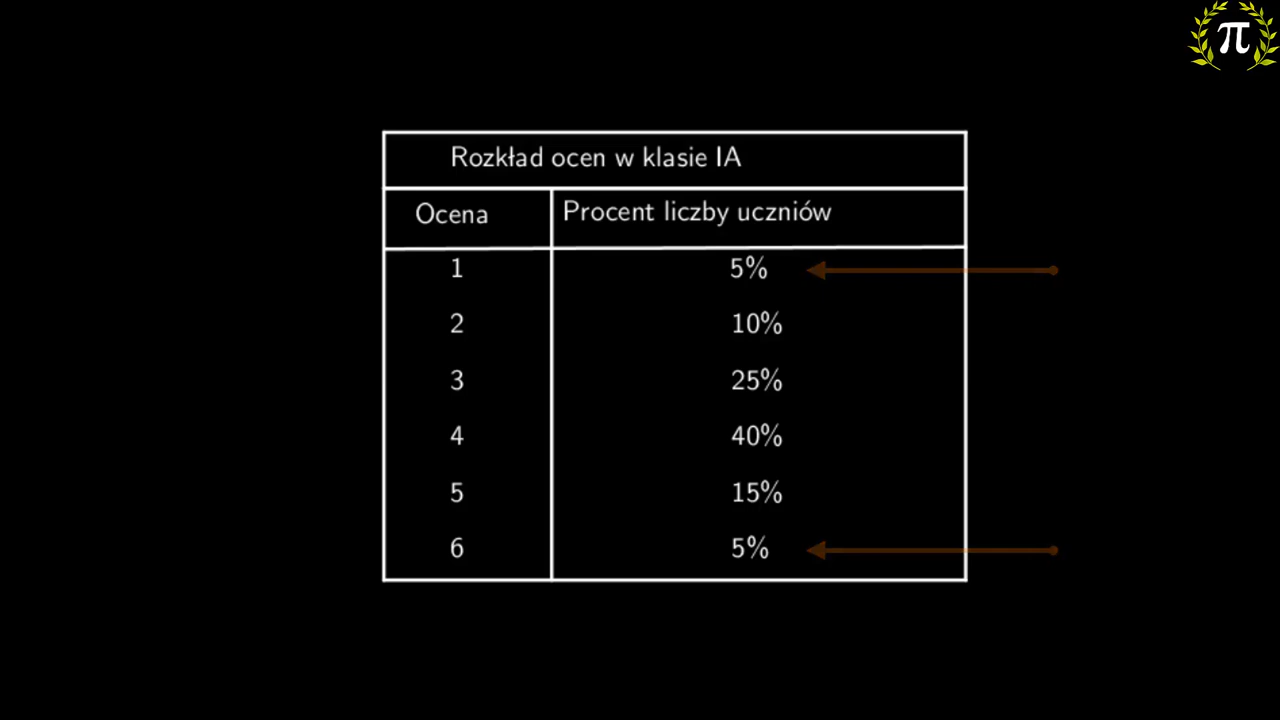 π
Rozkład ocen w klasie IA
Ocena Procent liczby uczniów
1 5%
2 10%
3 25%
4 40%
5 15%
6 5%